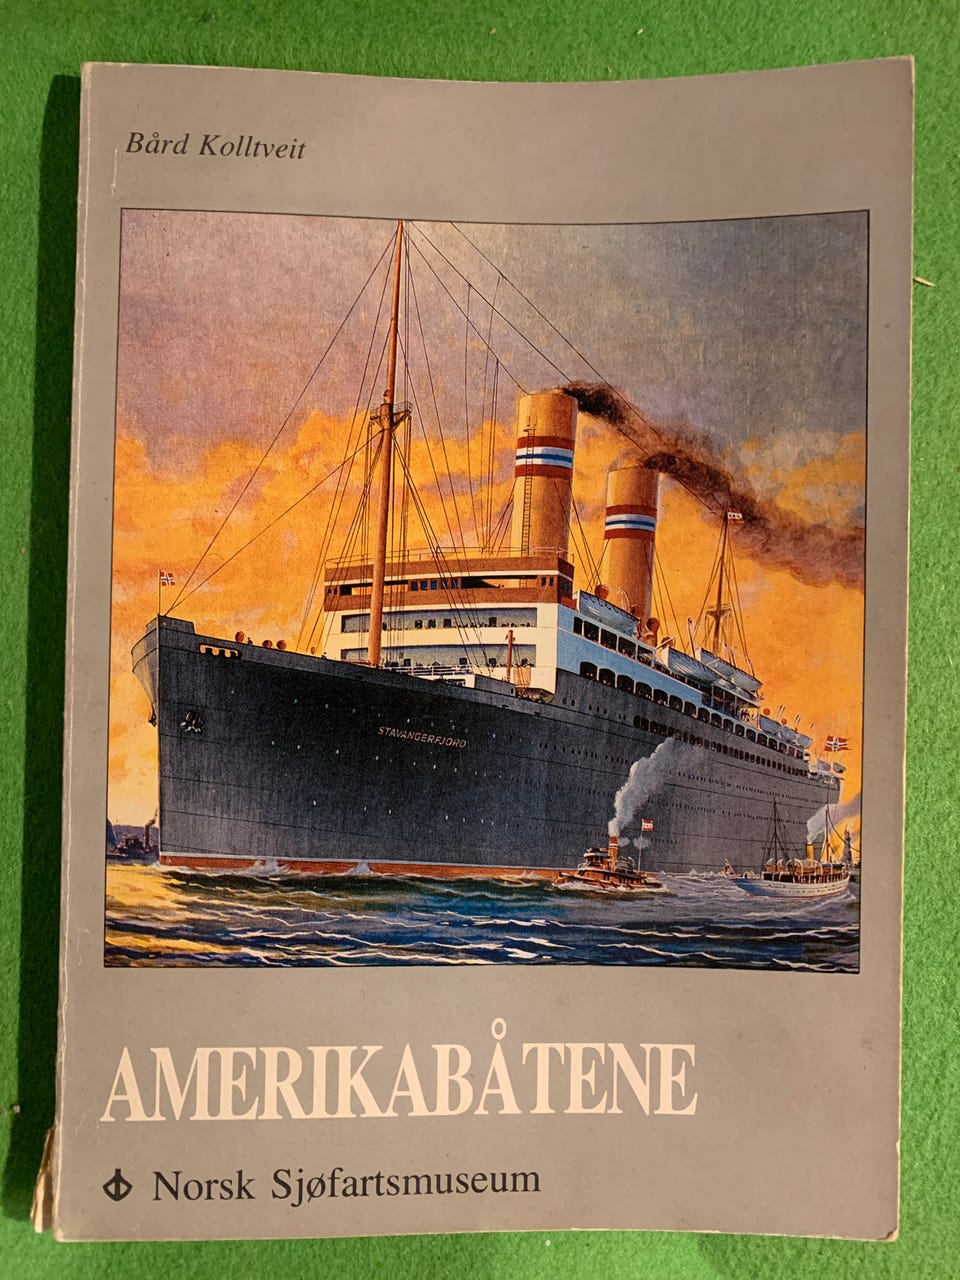 Bård Kolltveit
STAVANGERFJORD
AMERIKABÅTENE
Norsk Sjøfartsmuseum